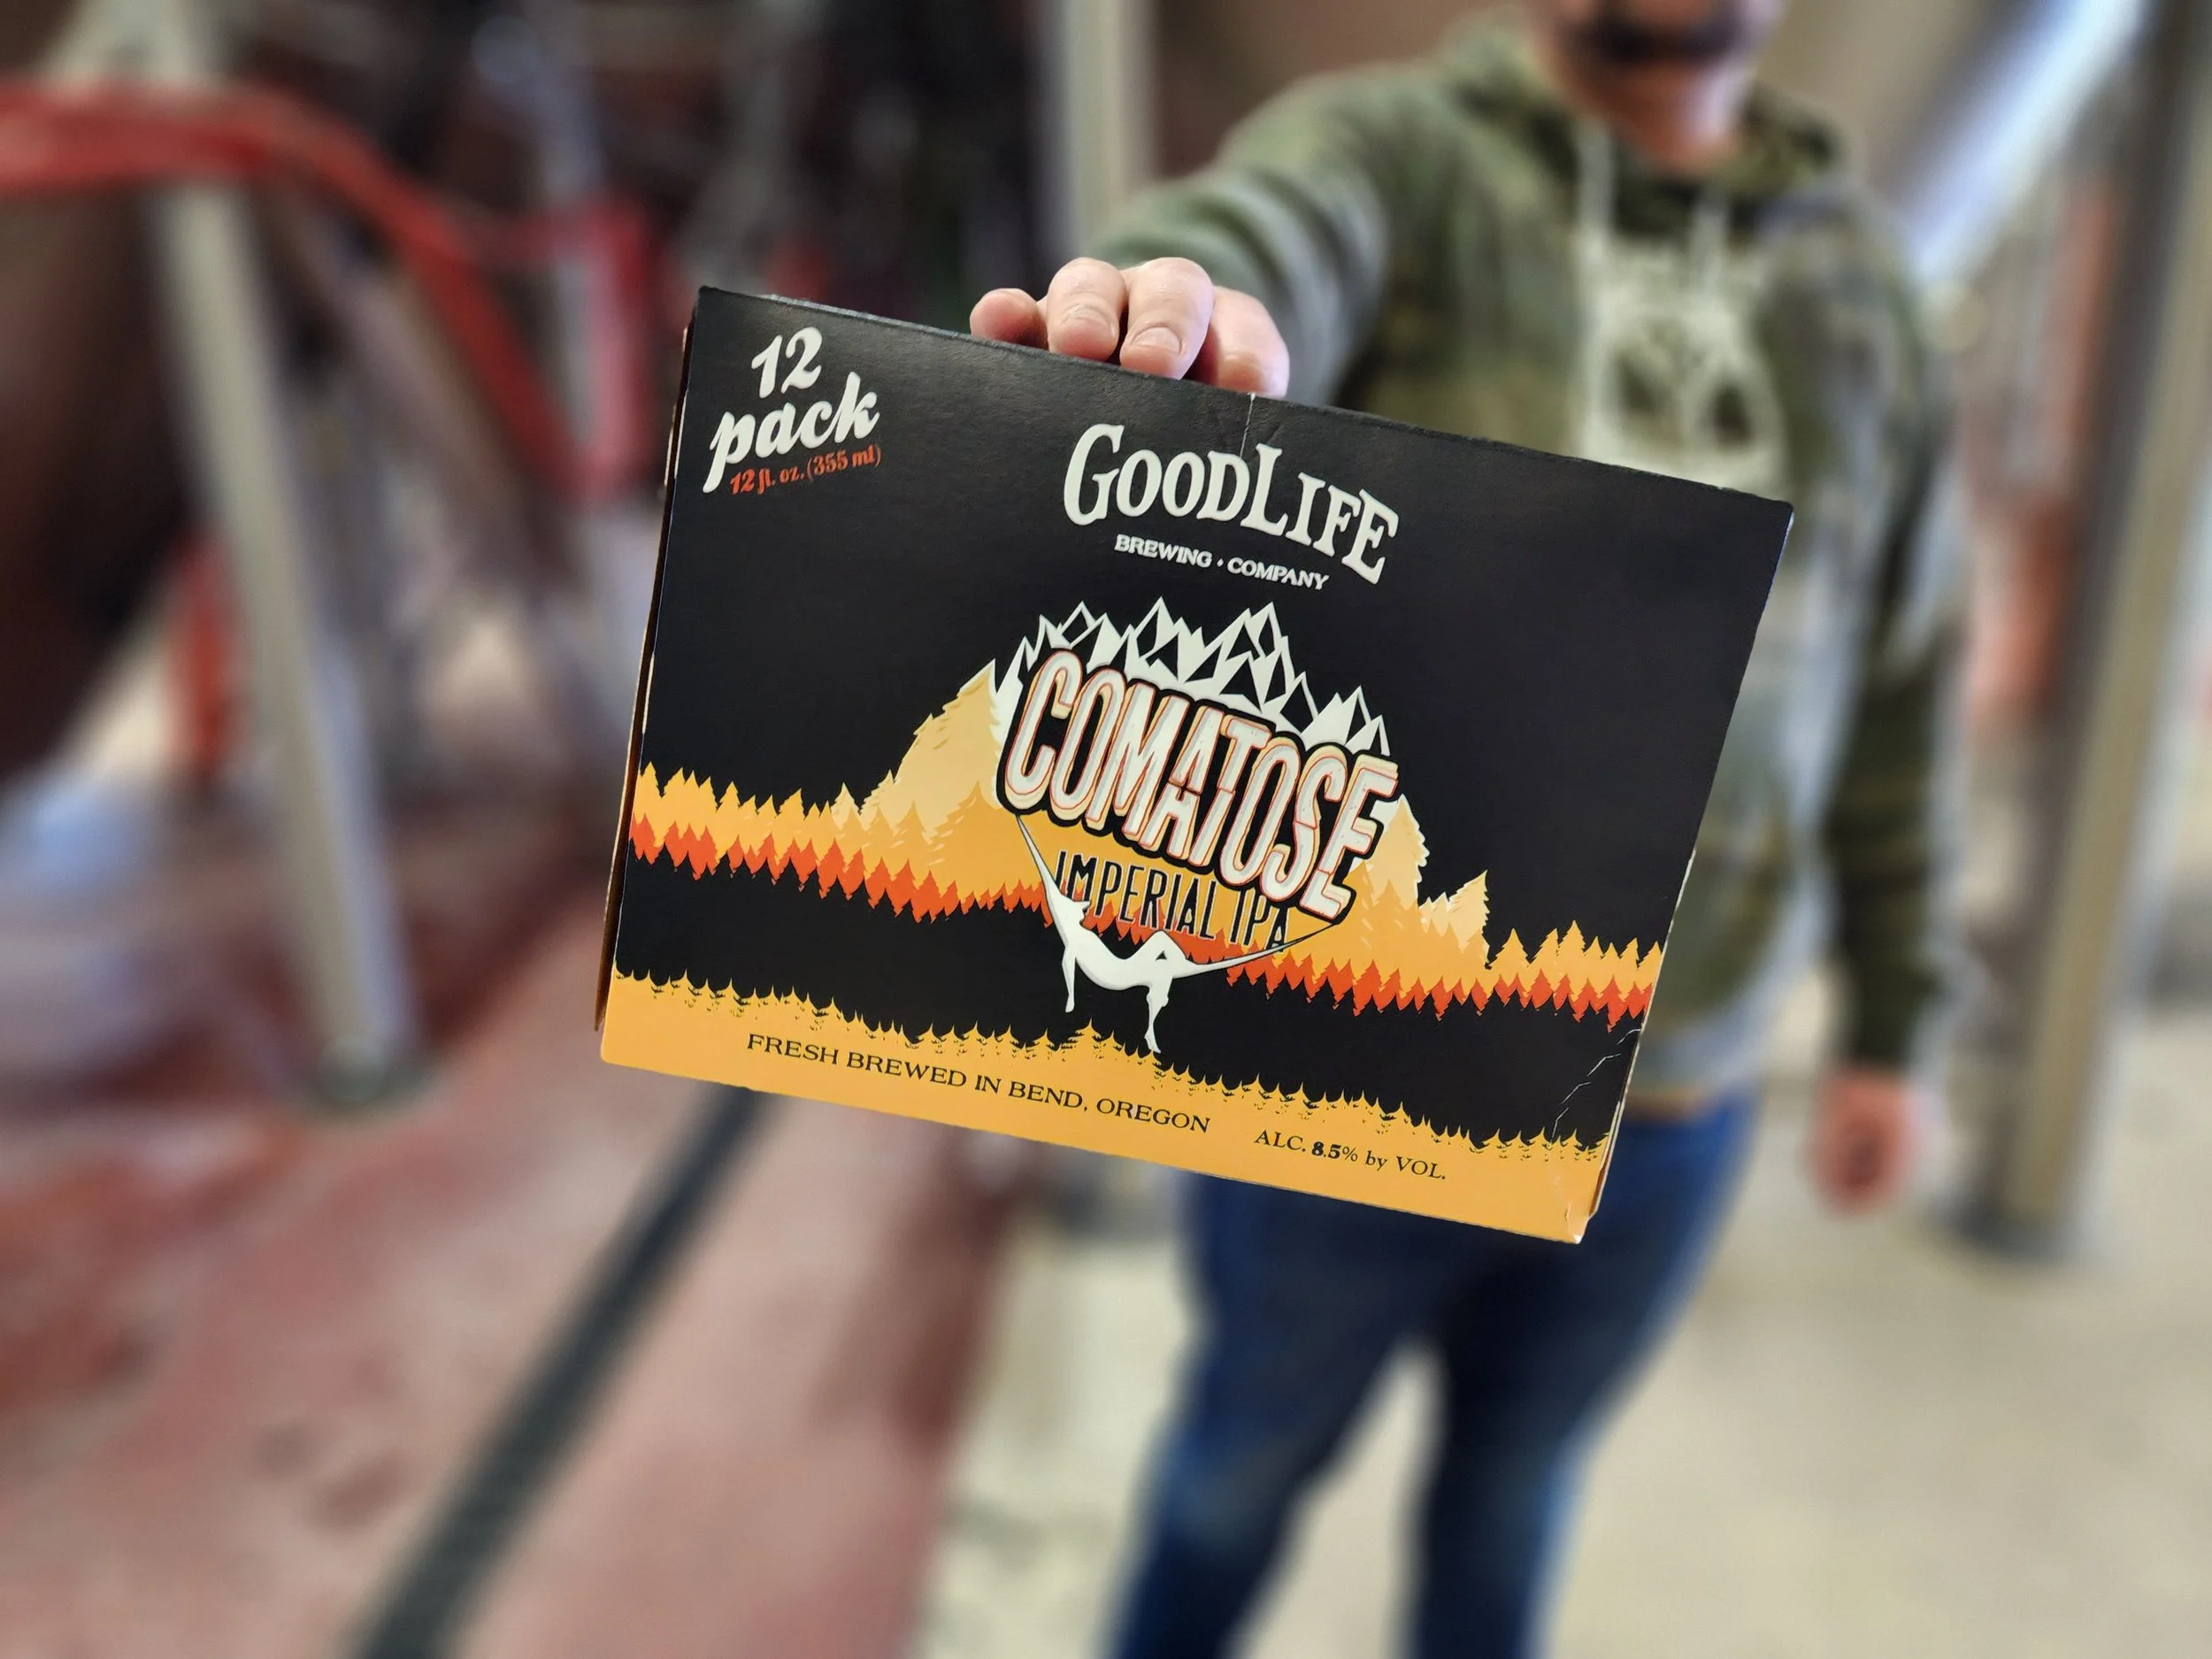 12
pack
12 fl. oz. (355 ml)
GOODLIFE
BREWING • COMPANY
COMATOSE
IMPERIAL IPA
FRESH BREWED IN BEND, OREGON
ALC. 8.5% by VOL.